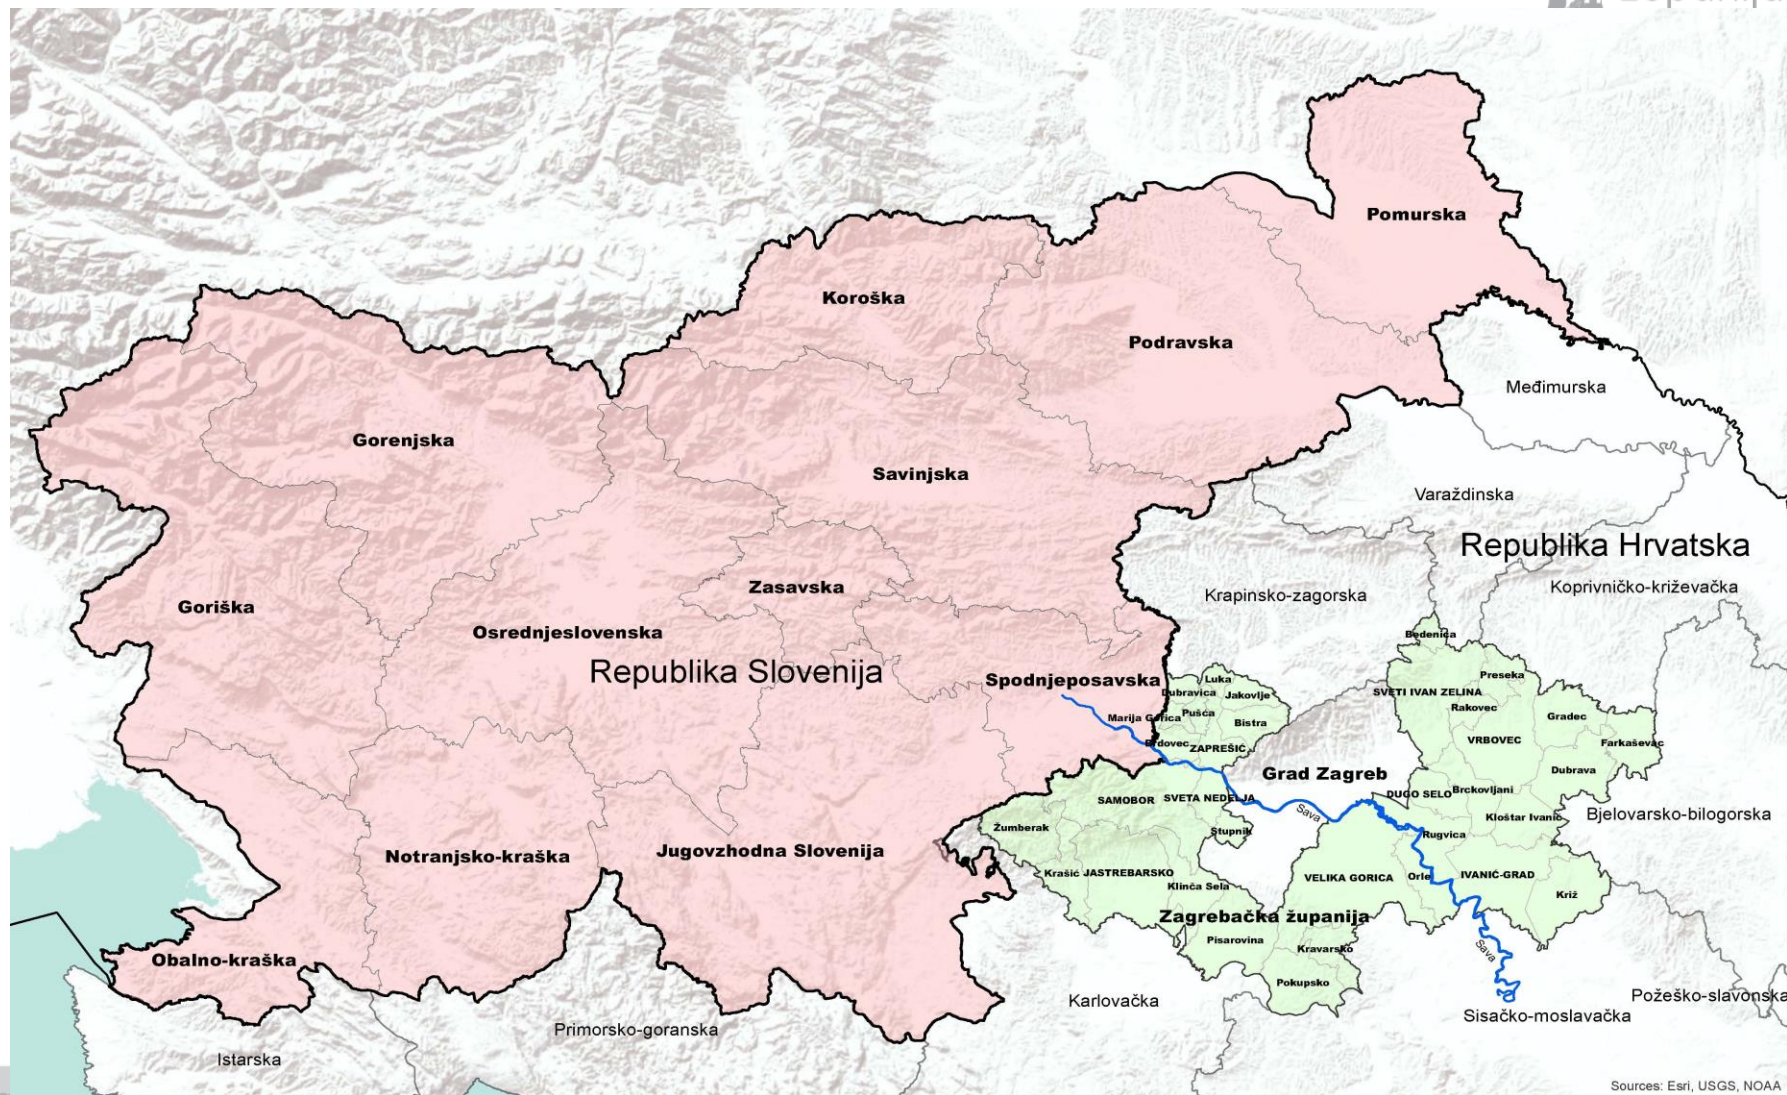 Pomurska
Koroška
Podravska
Međimurska
Gorenjska
Savinjska
Varaždinska
Republika Hrvatska
Zasavska
Krapinsko-zagorska
Koprivničko-križevačka
Goriška
Osrednjeslovenska
Republika Slovenija
Spodnjeposavska
Bedenica
Luka
Dubravica
Jakovlje
Preseka
SVETI IVAN ZELINA
Rakovec
Marija Gorica
Pušća
Bistra
Gradec
Brdovec
ZAPREŠIĆ
VRBOVEC
Farkaševac
Grad Zagreb
Dubrava
SAMOBOR
SVETA NEDELJA
DUGO SELO
Brckovljani
Sava
Kloštar Ivanić
Bjelovarsko-bilogorska
Žumberak
Stupnik
Rugvica
Notranjsko-kraška
Jugovzhodna Slovenija
Krašić
JASTREBARSKO
Klinča Sela
VELIKA GORICA
Orle
IVANIĆ-GRAD
Križ
Zagrebačka županija
Pisarovina
Kravarsko
Sava
Obalno-kraška
Pokupsko
Karlovačka
Požeško-slavonska
Sisačko-moslavačka
Primorsko-goranska
Istarska
Sources: Esri, USGS, NOAA